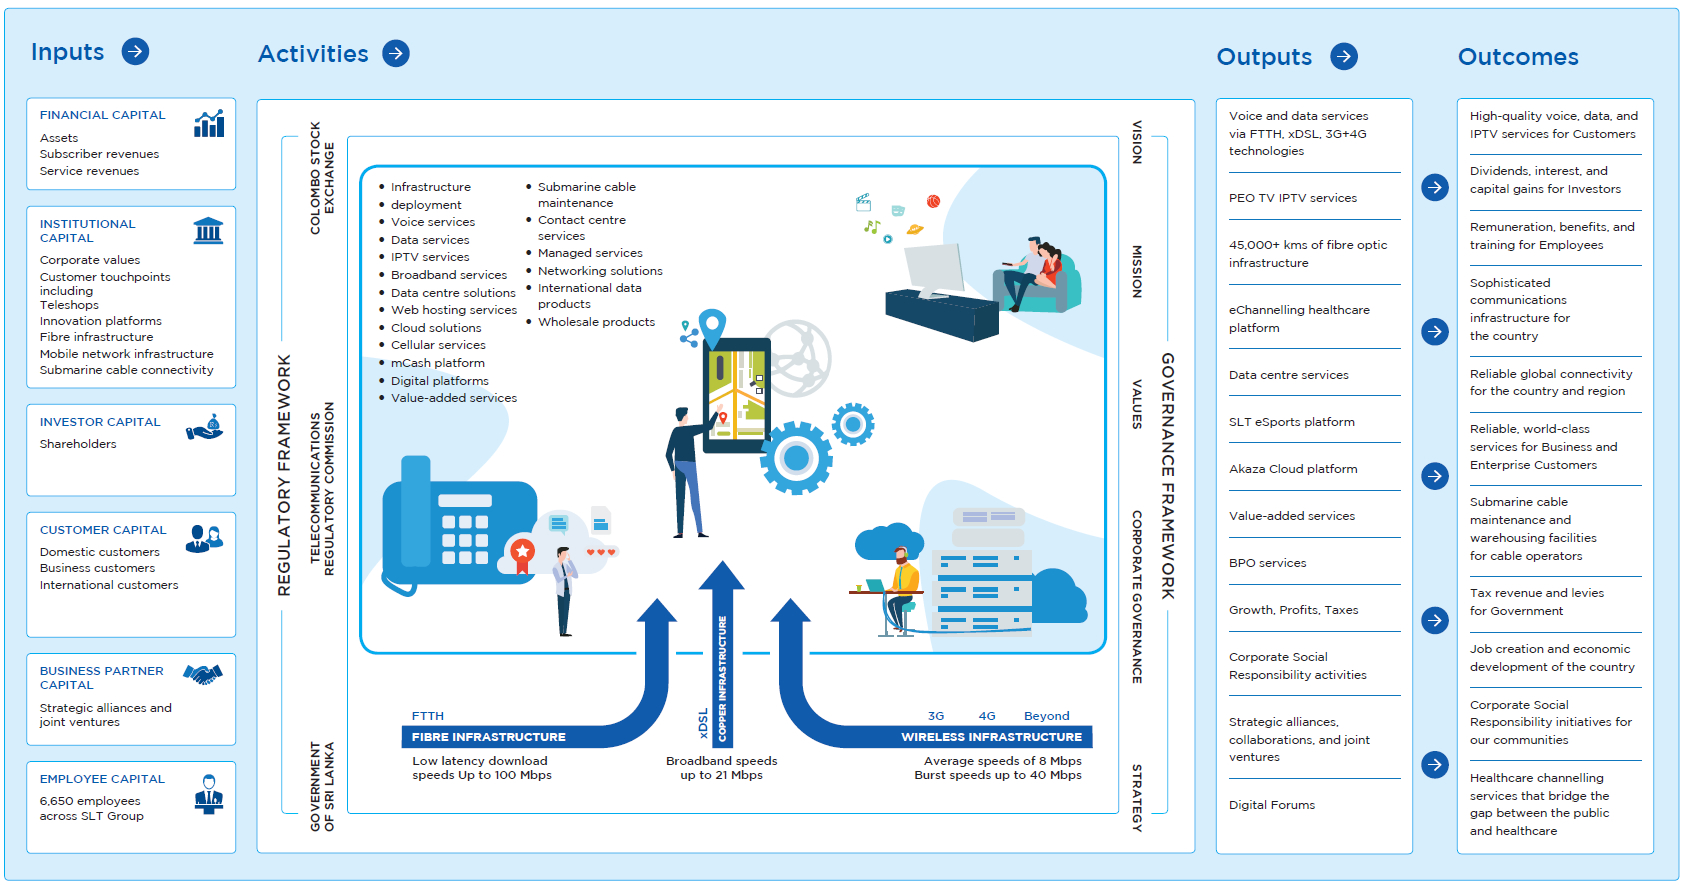 Inputs
FINANCIAL CAPITAL
Assets
Subscriber revenues
Service revenues
INSTITUTIONAL
CAPITAL
Corporate values
Customer touchpoints
including
Teleshops
Innovation platforms
Fibre infrastructure
Mobile network infrastructure
Submarine cable connectivity
INVESTOR CAPITAL
Shareholders
CUSTOMER CAPITAL
Domestic customers
Business customers
International customers
BUSINESS PARTNER
CAPITAL
Strategic alliances and
joint ventures
EMPLOYEE CAPITAL
6,650 employees
across SLT Group
Activities
REGULATORY FRAMEWORK
COLOMBO STOCK
EXCHANGE
TELECOMMUNICATIONS
REGULATORY COMMISSION
GOVERNMENT
OF SRI LANKA
• Infrastructure
• deployment
• Voice services
• Data services
• IPTV services
• Broadband services
• Data centre solutions
• Web hosting services
• Cloud solutions
• Cellular services
• mCash platform
• Digital platforms
• Value-added services
• Submarine cable
maintenance
• Contact centre
services
• Managed services
• Networking solutions
• International data
products
• Wholesale products
FTTH
FIBRE INFRASTRUCTURE
Low latency download
speeds Up to 100 Mbps
xDSL
COPPER INFRASTRUCTURE
Broadband speeds
up to 21 Mbps
3G 4G Beyond
WIRELESS INFRASTRUCTURE
Average speeds of 8 Mbps
Burst speeds up to 40 Mbps
VISION
MISSION
VALUES
CORPORATE GOVERNANCE
STRATEGY
GOVERNANCE FRAMEWORK
Outputs
Voice and data services
via FTTH, xDSL, 3G+4G
technologies
PEO TV IPTV services
45,000+ kms of fibre optic
infrastructure
eChannelling healthcare
platform
Data centre services
SLT eSports platform
Akaza Cloud platform
Value-added services
BPO services
Growth, Profits, Taxes
Corporate Social
Responsibility activities
Strategic alliances,
collaborations, and joint
ventures
Digital Forums
Outcomes
High-quality voice, data, and
IPTV services for Customers
Dividends, interest, and
capital gains for Investors
Remuneration, benefits, and
training for Employees
Sophisticated
communications
infrastructure for
the country
Reliable global connectivity
for the country and region
Reliable, world-class
services for Business and
Enterprise Customers
Submarine cable
maintenance and
warehousing facilities
for cable operators
Tax revenue and levies
for Government
Job creation and economic
development of the country
Corporate Social
Responsibility initiatives for
our communities
Healthcare channelling
services that bridge the
gap between the public
and healthcare